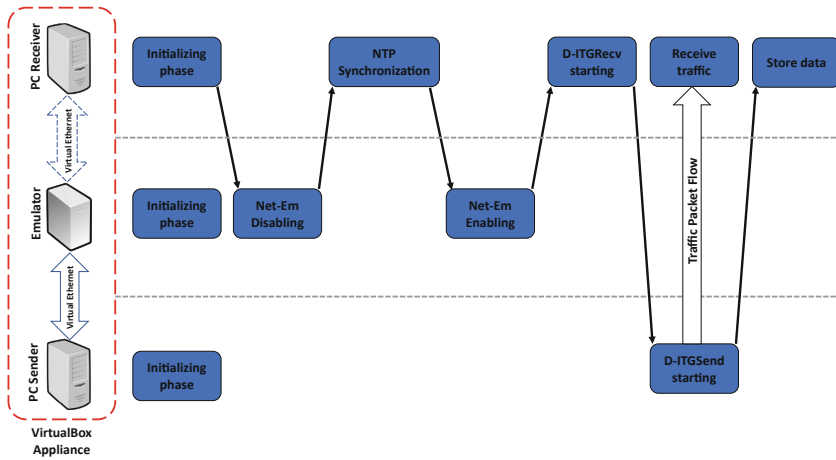 PC Receiver
Initializing
phase
NTP
Synchronization
D-ITGRecv
starting
Receive
traffic
Store data
Virtual Ethernet
Emulator
Initializing
phase
Net-Em
Disabling
Net-Em
Enabling
Traffic Packet Flow
Virtual Ethernet
PC Sender
Initializing
phase
D-ITGSend
starting
VirtualBox
Appliance